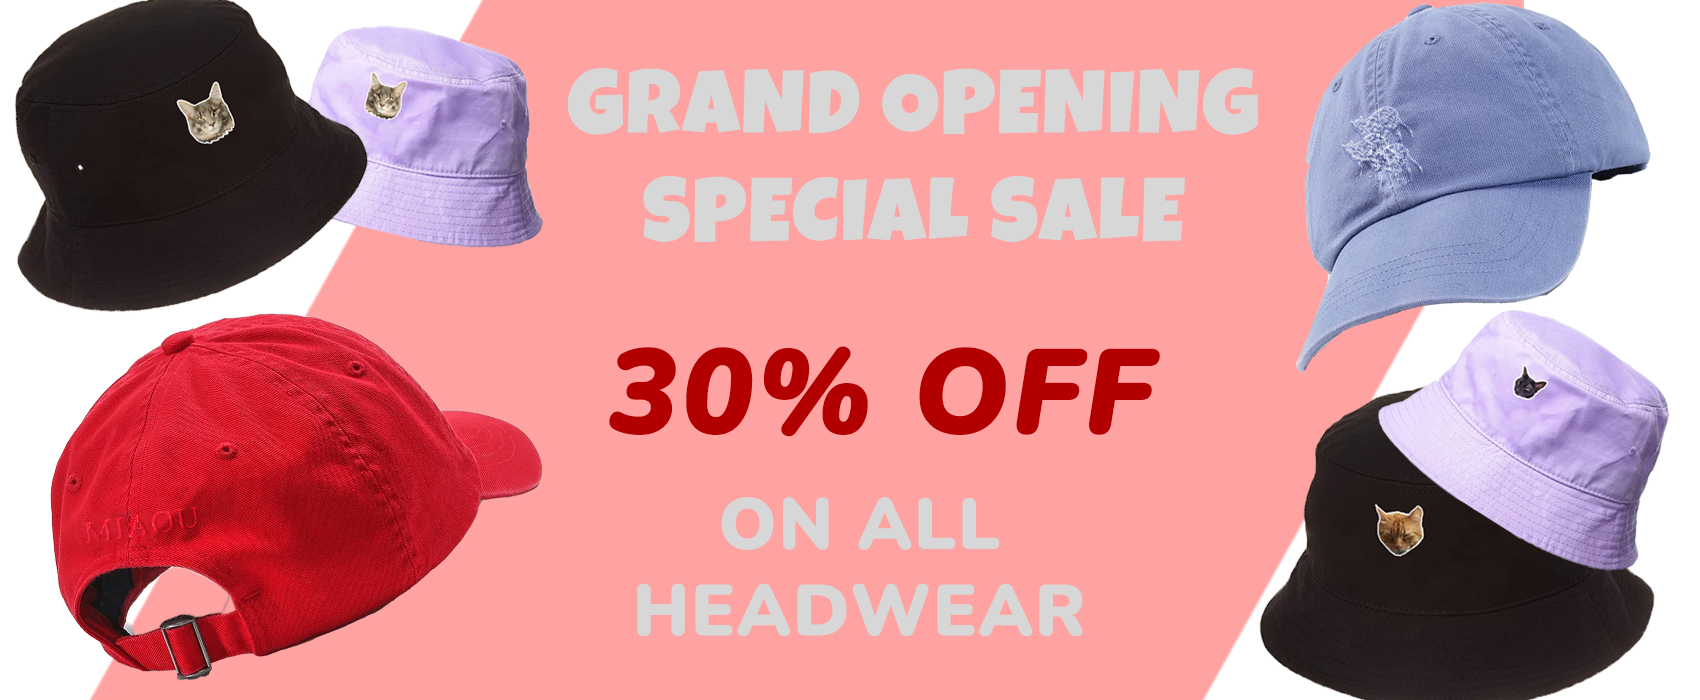 GRAND OPENING
SPECIAL SALE
30% OFF
ON ALL
HEADWEAR
MIAOU